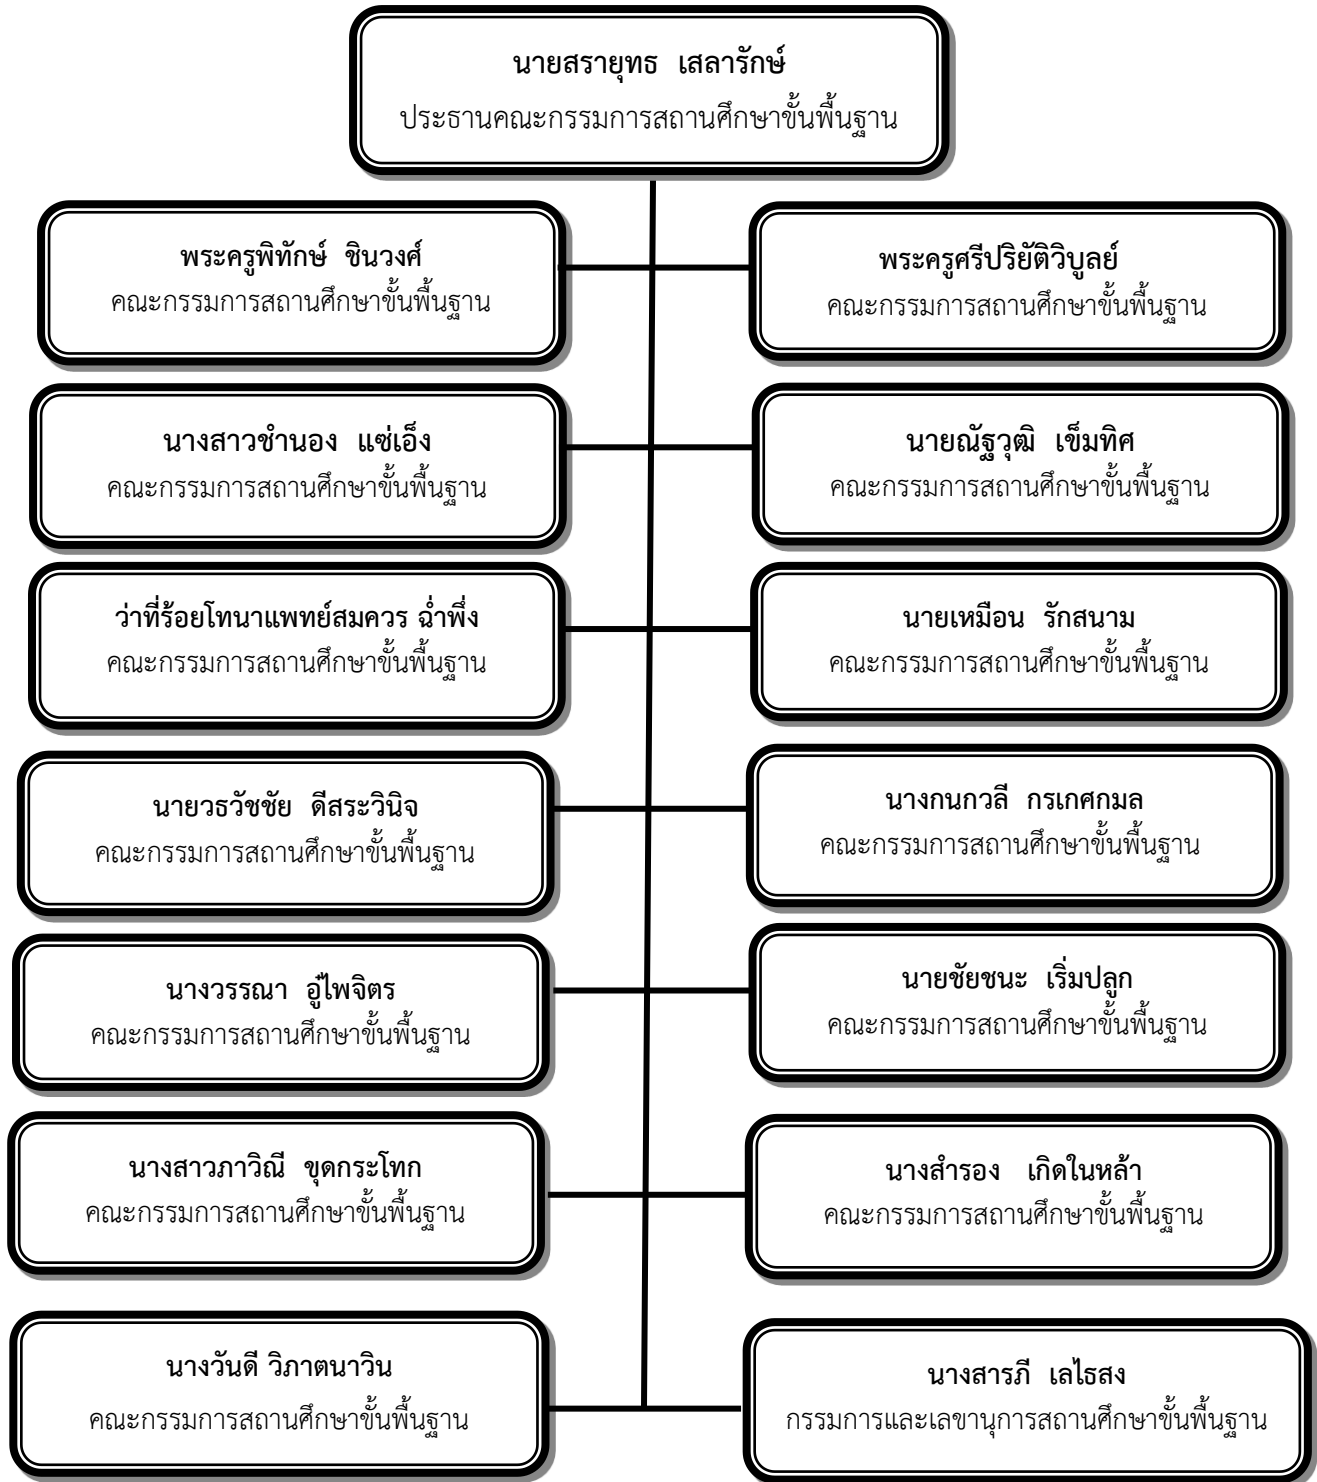 นายสรายุทธ เสลารักษ์
ประธานคณะกรรมการสถานศึกษาขั้นพื้นฐาน
พระครูพิทักษ์ ชินวงศ์
คณะกรรมการสถานศึกษาขั้นพื้นฐาน
พระครูศรีปริยัติวิบูลย์
คณะกรรมการสถานศึกษาขั้นพื้นฐาน
นางสาวชำนอง แซ่เอ็ง
คณะกรรมการสถานศึกษาขั้นพื้นฐาน
นายณัฐวุฒิ เข็มทิศ
คณะกรรมการสถานศึกษาขั้นพื้นฐาน
ว่าที่ร้อยโทนาแพทย์สมควร ฉ่ำพึ่ง
คณะกรรมการสถานศึกษาขั้นพื้นฐาน
นายเหมือน รักสนาม
คณะกรรมการสถานศึกษาขั้นพื้นฐาน
นายวธวัชชัย ดีสระวินิจ
คณะกรรมการสถานศึกษาขั้นพื้นฐาน
นางกนกวลี กรเกศกมล
คณะกรรมการสถานศึกษาขั้นพื้นฐาน
นางวรรณา อู๋ไพจิตร
คณะกรรมการสถานศึกษาขั้นพื้นฐาน
นายชัยชนะ เริ่มปลูก
คณะกรรมการสถานศึกษาขั้นพื้นฐาน
นางสาวภาวิณี ขุดกระโทก
คณะกรรมการสถานศึกษาขั้นพื้นฐาน
นางสำรอง เกิดในหล้า
คณะกรรมการสถานศึกษาขั้นพื้นฐาน
นางวันดี วิภาตนาวิน
คณะกรรมการสถานศึกษาขั้นพื้นฐาน
นางสารภี เลไธสง
กรรมการและเลขานุการสถานศึกษาขั้นพื้นฐาน